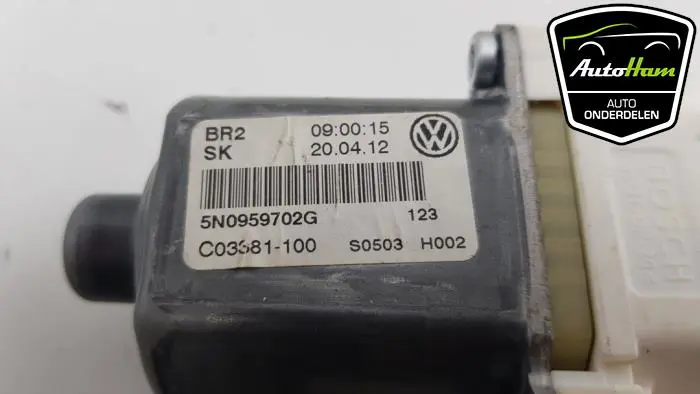 AutoHam
AUTO
ONDERDELEN
BR2 09:00:15
SK 20.04.12
5N0959702G 123
C03381-100 S0503 H002